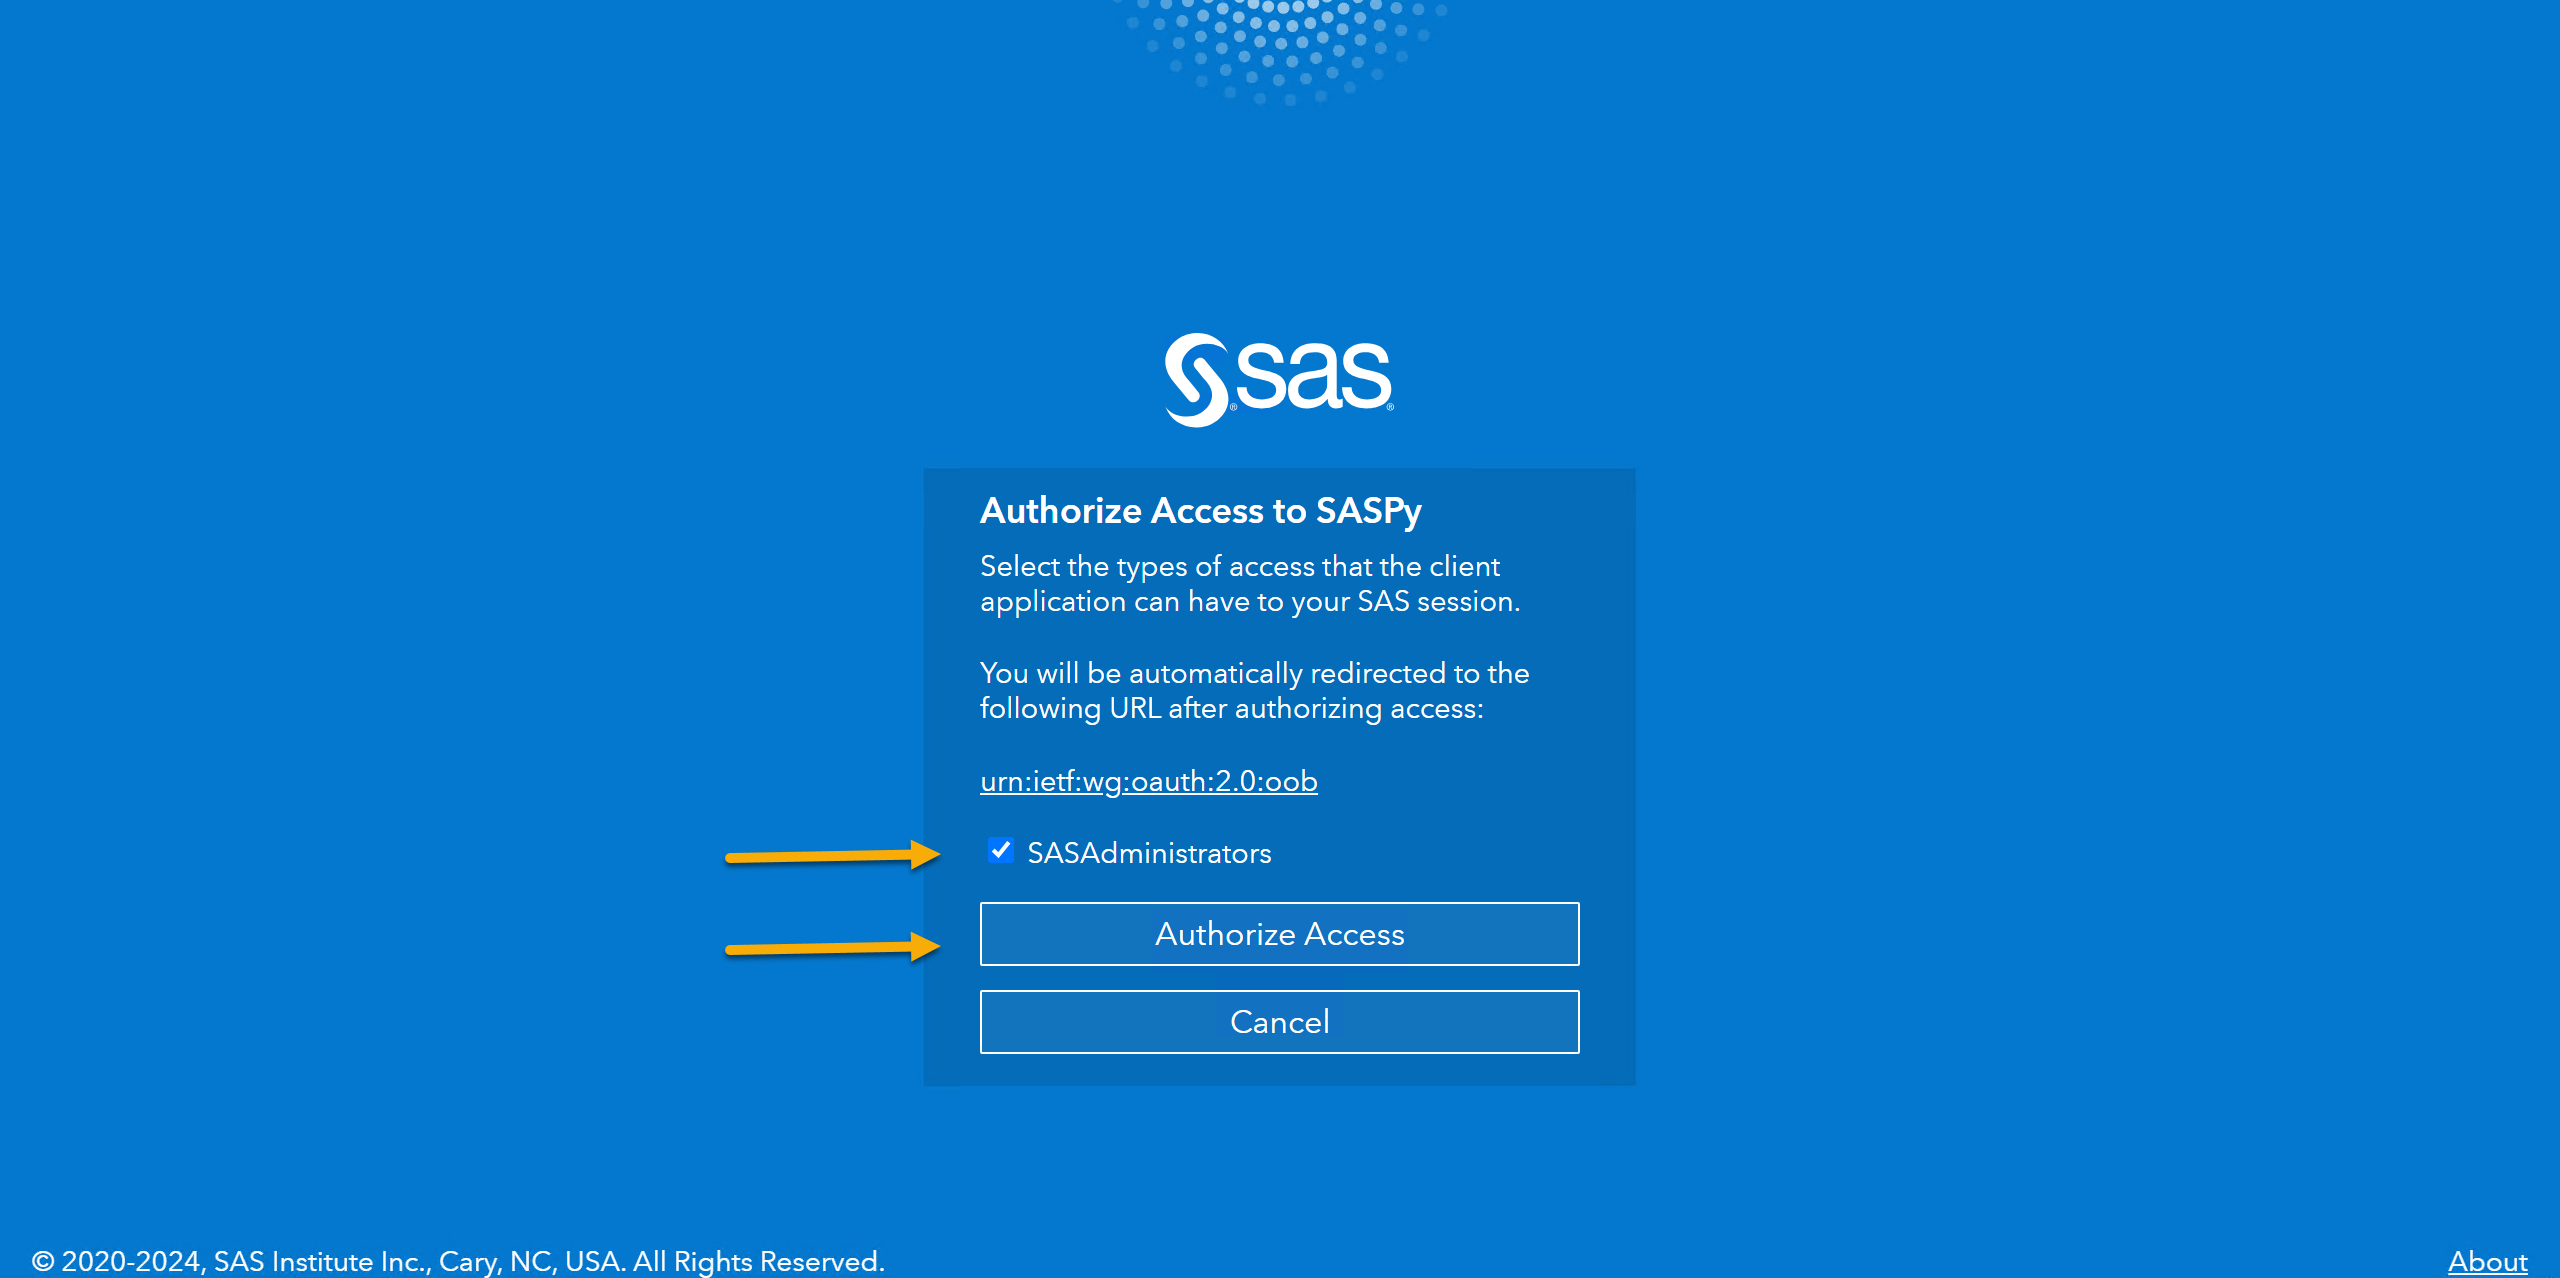 sas
Authorize Access to SASPy
Select the types of access that the client
application can have to your SAS session.
You will be automatically redirected to the
following URL after authorizing access:
urn:ietf:wg:oauth:2.0:oob
SASAdministrators
Authorize Access
Cancel
© 2020-2024, SAS Institute Inc., Cary, NC, USA. All Rights Reserved.
About